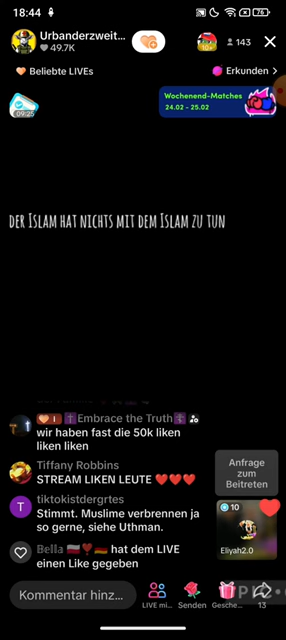 18:44
76
Urbanderzweit...
49.7K
10+
143
Beliebte LIVEs
Erkunden >
09:25
Wochenend-Matches
24.02 - 25.02
der Islam hat nichts mit dem Islam zu tun
I Embrace the Truth
wir haben fast die 50k liken
liken liken
Tiffany Robbins
STREAM LIKEN LEUTE
T tiktokistdergrtes
Stimmt. Muslime verbrennen ja
so gerne, siehe Uthman.
Bella hat dem LIVE
einen Like gegeben
Anfrage
zum
Beitreten
10
Eliyah2.0
Kommentar hinz...
LIVE mi...
Senden
Gesche...
13